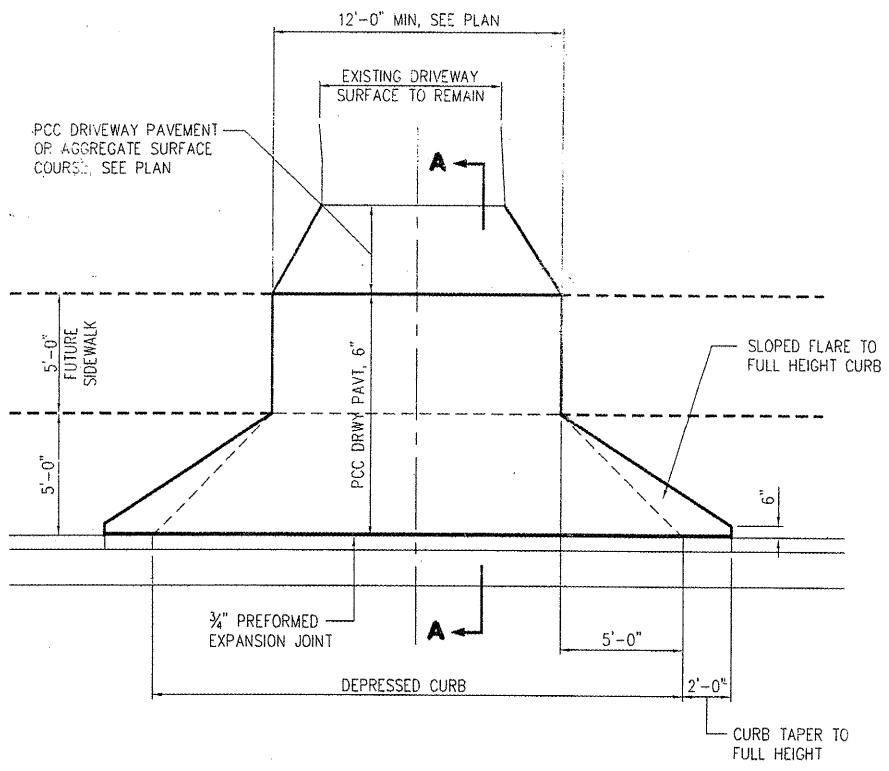 12'-0" MIN, SEE PLAN
EXISTING DRIVEWAY
SURFACE TO REMAIN
PCC DRIVEWAY PAVEMENT
OR AGGREGATE SURFACE
COURSE, SEE PLAN
A
5'-0"
FUTURE
SIDEWALK
PCC DRWY PAVT, 6"
SLOPED FLARE TO
FULL HEIGHT CURB
5'-0"
6"
3/4" PREFORMED
EXPANSION JOINT
A
5'-0"
DEPRESSED CURB
2'-0"
CURB TAPER TO
FULL HEIGHT